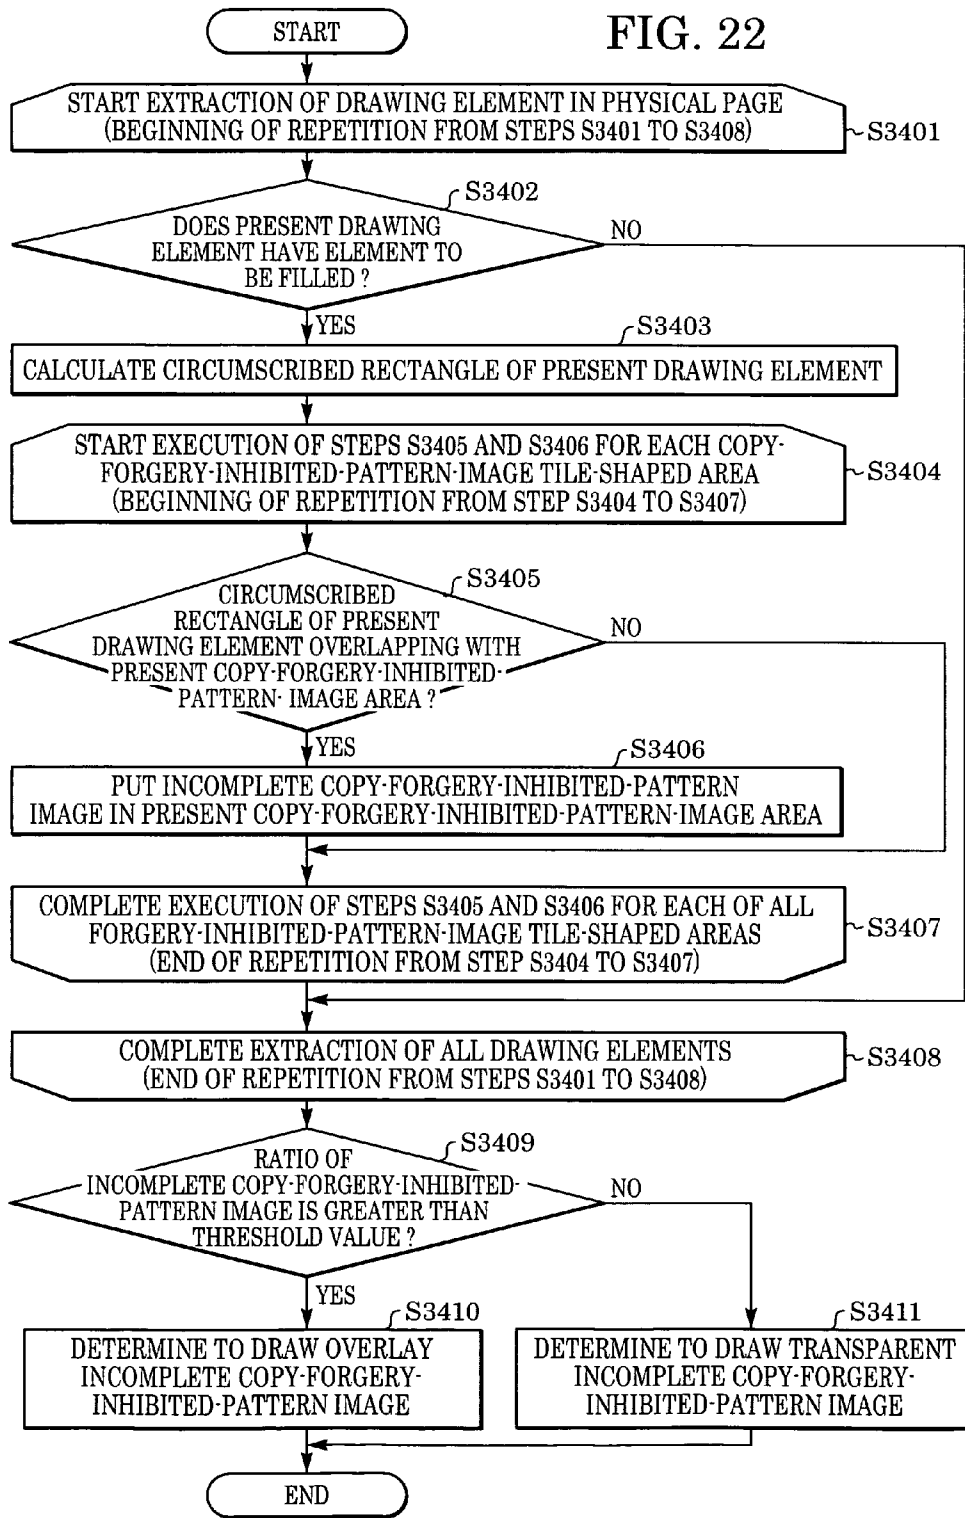 START
FIG. 22
START EXTRACTION OF DRAWING ELEMENT IN PHYSICAL PAGE
(BEGINNING OF REPETITION FROM STEPS S3401 TO S3408)
S3401
S3402
DOES PRESENT DRAWING
ELEMENT HAVE ELEMENT TO
BE FILLED ?
NO
YES
S3403
CALCULATE CIRCUMSCRIBED RECTANGLE OF PRESENT DRAWING ELEMENT
START EXECUTION OF STEPS S3405 AND S3406 FOR EACH COPY-
FORGERY-INHIBITED-PATTERN-IMAGE TILE-SHAPED AREA
(BEGINNING OF REPETITION FROM STEP S3404 TO S3407)
S3404
S3405
CIRCUMSCRIBED
RECTANGLE OF PRESENT
DRAWING ELEMENT OVERLAPPING WITH
PRESENT COPY-FORGERY-INHIBITED-
PATTERN- IMAGE AREA ?
NO
YES
S3406
PUT INCOMPLETE COPY-FORGERY-INHIBITED-PATTERN
IMAGE IN PRESENT COPY-FORGERY-INHIBITED-PATTERN-IMAGE AREA
COMPLETE EXECUTION OF STEPS S3405 AND S3406 FOR EACH OF ALL
FORGERY-INHIBITED-PATTERN-IMAGE TILE-SHAPED AREAS
(END OF REPETITION FROM STEP S3404 TO S3407)
S3407
COMPLETE EXTRACTION OF ALL DRAWING ELEMENTS
(END OF REPETITION FROM STEPS S3401 TO S3408)
S3408
S3409
RATIO OF
INCOMPLETE COPY-FORGERY-INHIBITED-
PATTERN IMAGE IS GREATER THAN
THRESHOLD VALUE ?
NO
YES
S3410
DETERMINE TO DRAW OVERLAY
INCOMPLETE COPY-FORGERY-
INHIBITED-PATTERN IMAGE
S3411
DETERMINE TO DRAW TRANSPARENT
INCOMPLETE COPY-FORGERY-
INHIBITED-PATTERN IMAGE
END